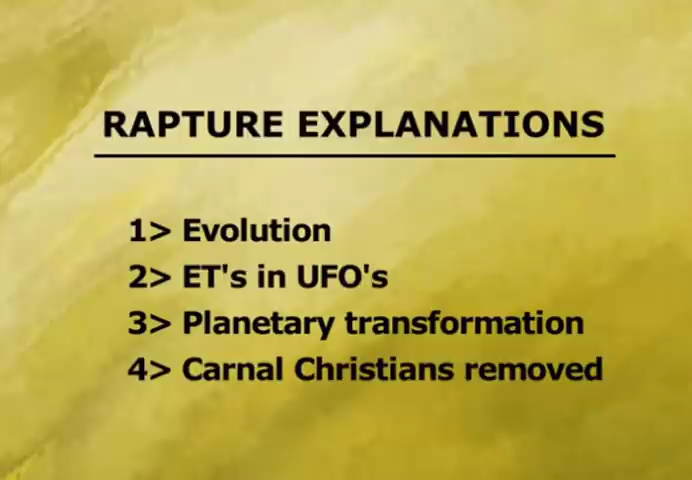 RAPTURE EXPLANATIONS
1> Evolution
2> ET's in UFO's
3> Planetary transformation
4> Carnal Christians removed